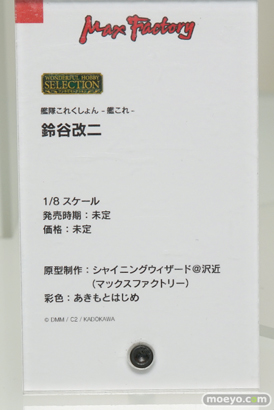 Max Factory
WONDERFUL HOBBY
SELECTION
艦隊これくしょん -艦これ-
鈴谷改二
1/8 スケール
発売時期：未定
価格：未定
原型制作：シャイニングウィザード@沢近
（マックスファクトリー）
彩色：あきもとはじめ
© DMM / C2 / KADOKAWA
moeyo.com